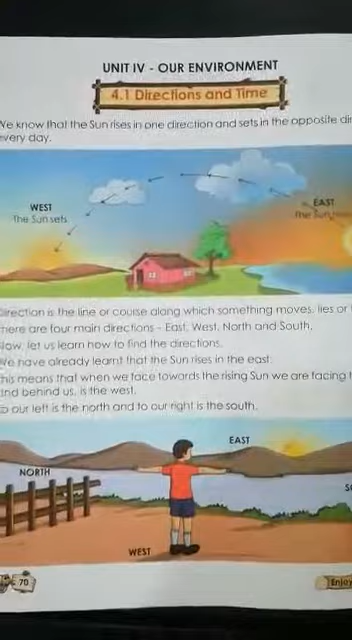 UNIT IV - OUR ENVIRONMENT
4.1 Directions and Time
We know that the Sun rises in one direction and sets in the opposite
every day.
WEST
The Sun sets
EAST
The Sun
Direction is the line or course along which something moves, lies or
There are four main directions – East, West, North and South.
Now, let us learn how to find the directions.
We have already learnt that the Sun rises in the east.
This means that when we face towards the rising Sun we are facing
and behind us, is the west.
To our left is the north and to our right is the south.
EAST
NORTH
WEST
70
Enjoy